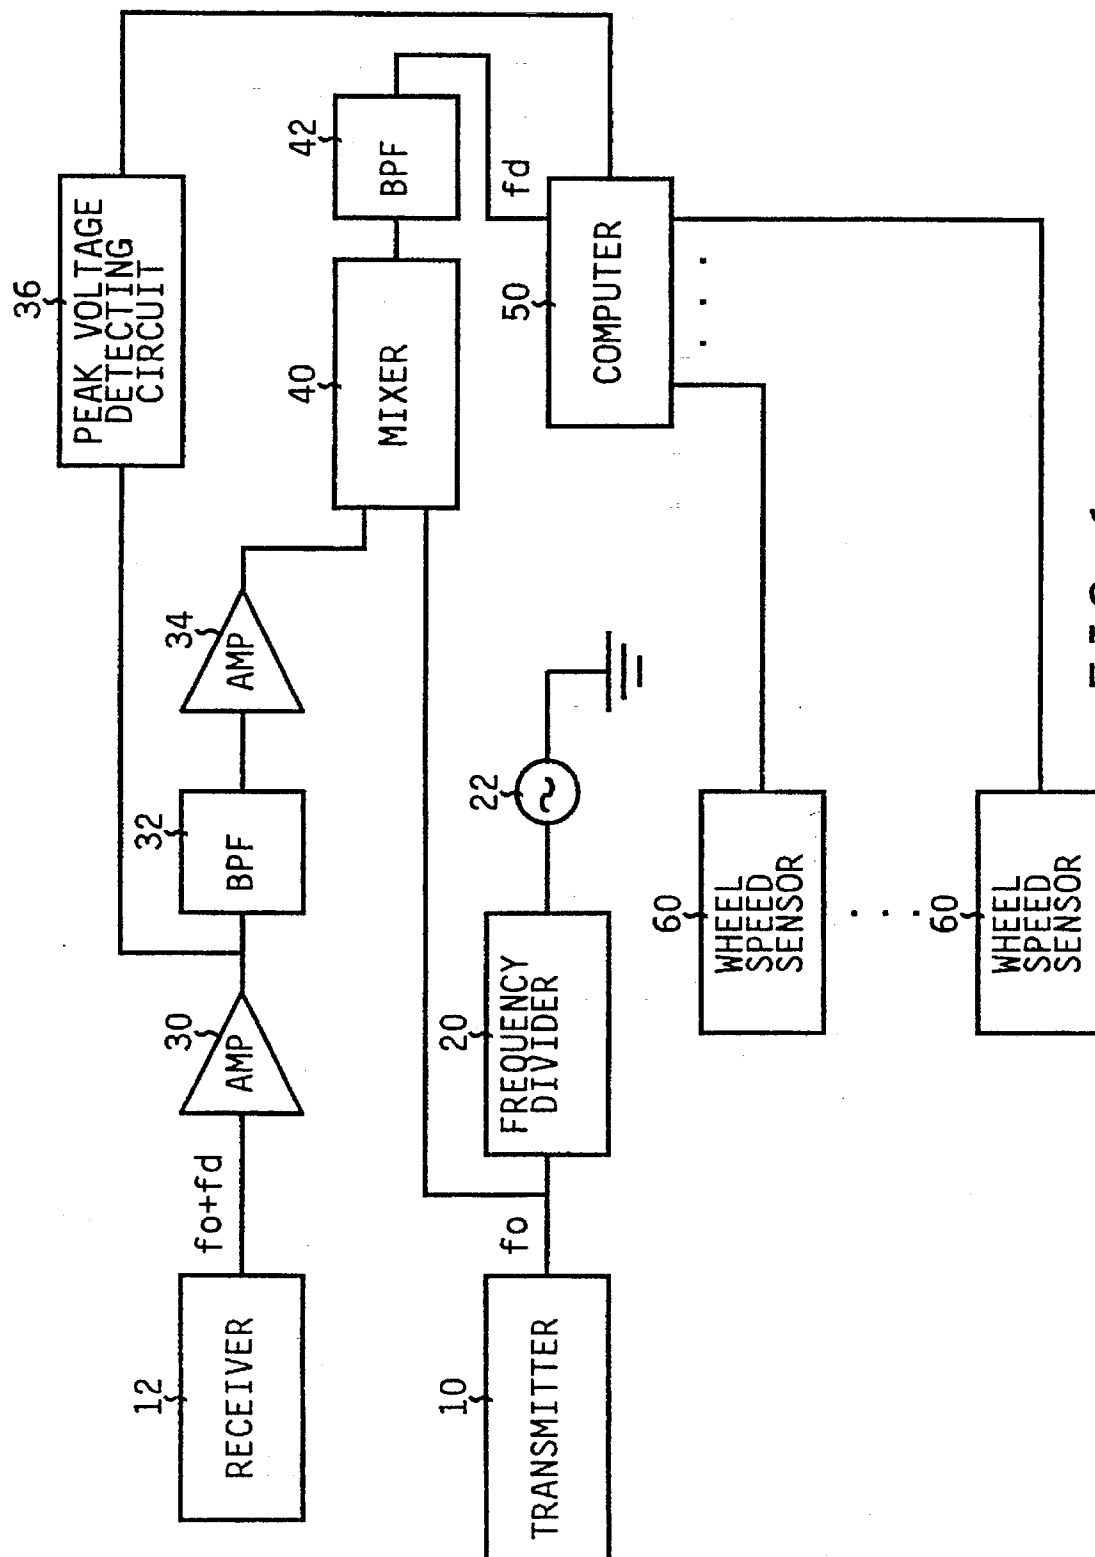 12
RECEIVER
fo+fd
30
AMP
32
BPF
34
AMP
36
PEAK VOLTAGE
DETECTING
CIRCUIT
10
TRANSMITTER
fo
20
FREQUENCY
DIVIDER
22
~
40
MIXER
42
BPF
fd
50
COMPUTER
. . .
60
WHEEL
SPEED
SENSOR
. . .
60
WHEEL
SPEED
SENSOR